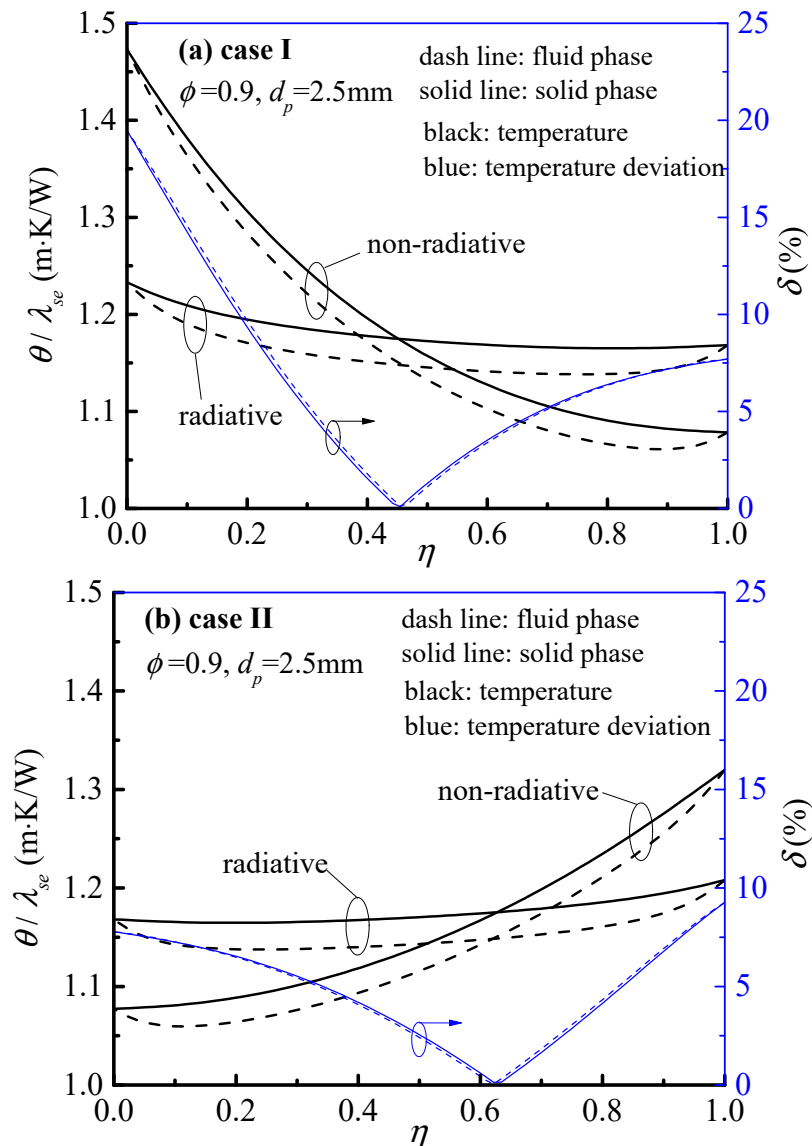 (a) case I
ϕ=0.9, d_p=2.5mm
dash line: fluid phase
solid line: solid phase
black: temperature
blue: temperature deviation
non-radiative
radiative
1.5
1.4
1.3
1.2
1.1
1.0
θ / λ_se (m·K/W)
25
20
15
10
5
0
δ (%)
0.0 0.2 0.4 0.6 0.8 1.0
η
(b) case II
ϕ=0.9, d_p=2.5mm
dash line: fluid phase
solid line: solid phase
black: temperature
blue: temperature deviation
non-radiative
radiative
1.5
1.4
1.3
1.2
1.1
1.0
θ / λ_se (m·K/W)
25
20
15
10
5
0
δ (%)
0.0 0.2 0.4 0.6 0.8 1.0
η